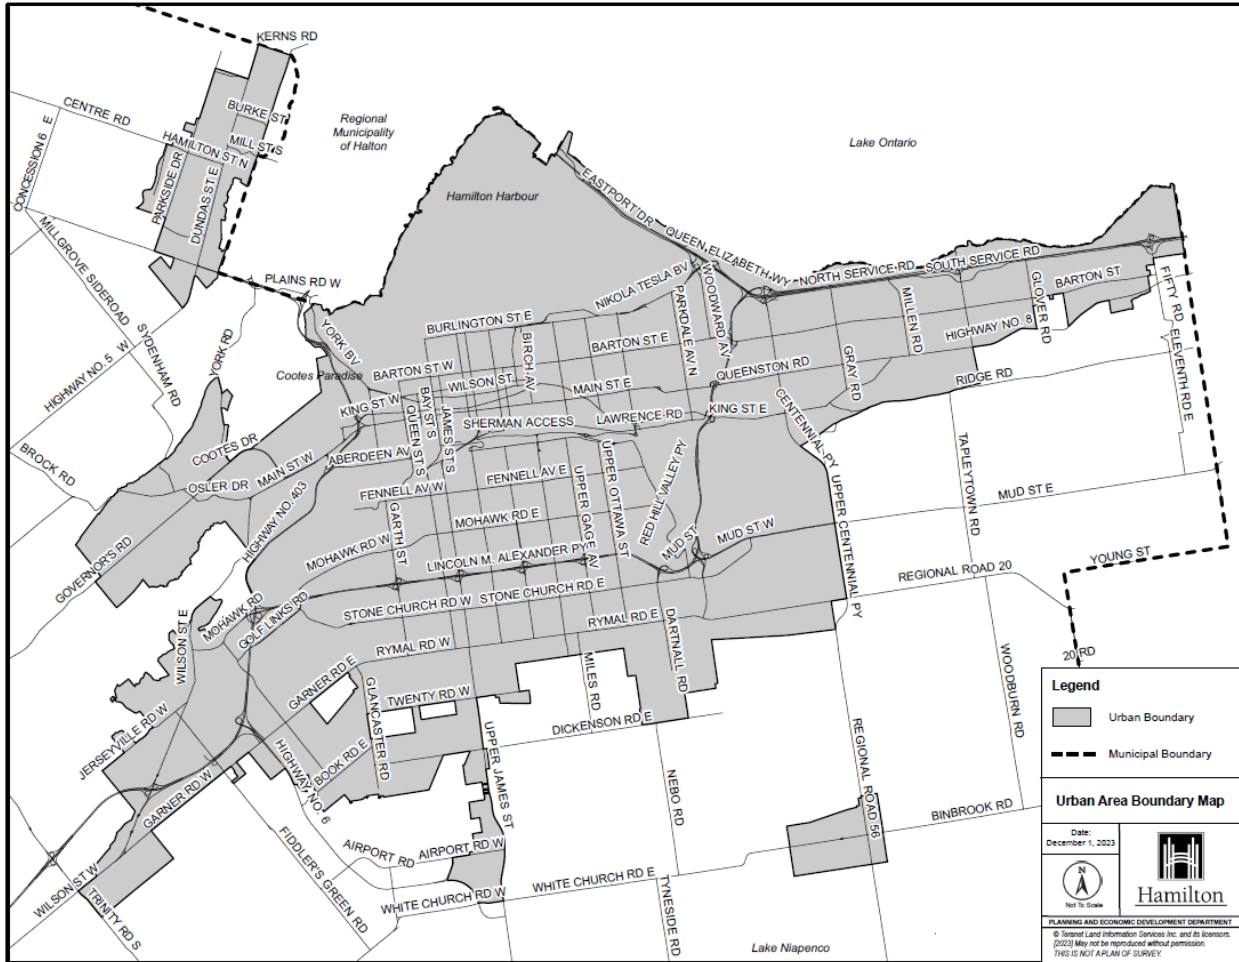 KERNS RD
CENTRE RD
BURKE ST
Regional
Municipality
of Halton
CONCESSION 6 E
HAMILTON ST N
MILL ST S
Lake Ontario
PARKSIDE DR
DUNDAS ST E
EASTPORT DR
Hamilton Harbour
MILLGROVE SIDEROAD
QUEEN ELIZABETH WY
PLAINS RD W
NORTH SERVICE RD
SOUTH SERVICE RD
NIKOLA TESLA BV
WOODWARD AV
BARTON ST
FIFTY RD
GLOVER RD
YORK BV
BURLINGTON ST E
PARKDALE AV N
MILLEN RD
HIGHWAY NO. 8
ELEVENTH RD E
SYDENHAM RD
YORK RD
HIGHWAY NO. 5 W
BIRCH AV
BARTON ST E
GRAY RD
Cootes Paradise
BARTON ST W
WILSON ST
MAIN ST E
QUEENSTON RD
RIDGE RD
KING ST W
BAY ST S
QUEEN ST S
JAMES ST S
SHERMAN ACCESS
LAWRENCE RD
KING ST E
CENTENNIAL PY
COOTES DR
BROCK RD
MAIN ST W
ABERDEEN AV
OSLER DR
FENNELL AV E
FENNELL AV W
UPPER GAGE AV
UPPER OTTAWA ST
RED HILL VALLEY PY
TAPLEYTOWN RD
MUD ST E
HIGHWAY NO. 403
GARTH ST
MOHAWK RD E
MOHAWK RD W
MUD ST
MUD ST W
UPPER CENTENNIAL PY
GOVERNOR'S RD
LINCOLN M. ALEXANDER PY
YOUNG ST
REGIONAL ROAD 20
MOHAWK RD
GOLF LINKS RD
STONE CHURCH RD W
STONE CHURCH RD E
WILSON ST E
RYMAL RD E
DARTNALL RD
RYMAL RD W
WOODBURN RD
20 RD
GARNER RD E
GLANCASTER RD
TWENTY RD W
MILES RD
JERSEYVILLE RD W
UPPER JAMES ST
DICKENSON RD E
HIGHWAY NO. 6
BOOK RD E
REGIONAL ROAD 56
GARNER RD W
NEBO RD
BINBROOK RD
FIDDLER'S GREEN RD
AIRPORT RD
AIRPORT RD W
WILSON ST W
TRINITY RD S
WHITE CHURCH RD W
WHITE CHURCH RD E
TYNESIDE RD
Lake Niapenco
Legend
Urban Boundary
Municipal Boundary
Urban Area Boundary Map
Date:
December 1, 2023
N
Not To Scale
Hamilton
PLANNING AND ECONOMIC DEVELOPMENT DEPARTMENT
© Teranet Land Information Services Inc. and its licensors.
[2023] May not be reproduced without permission.
THIS IS NOT A PLAN OF SURVEY.